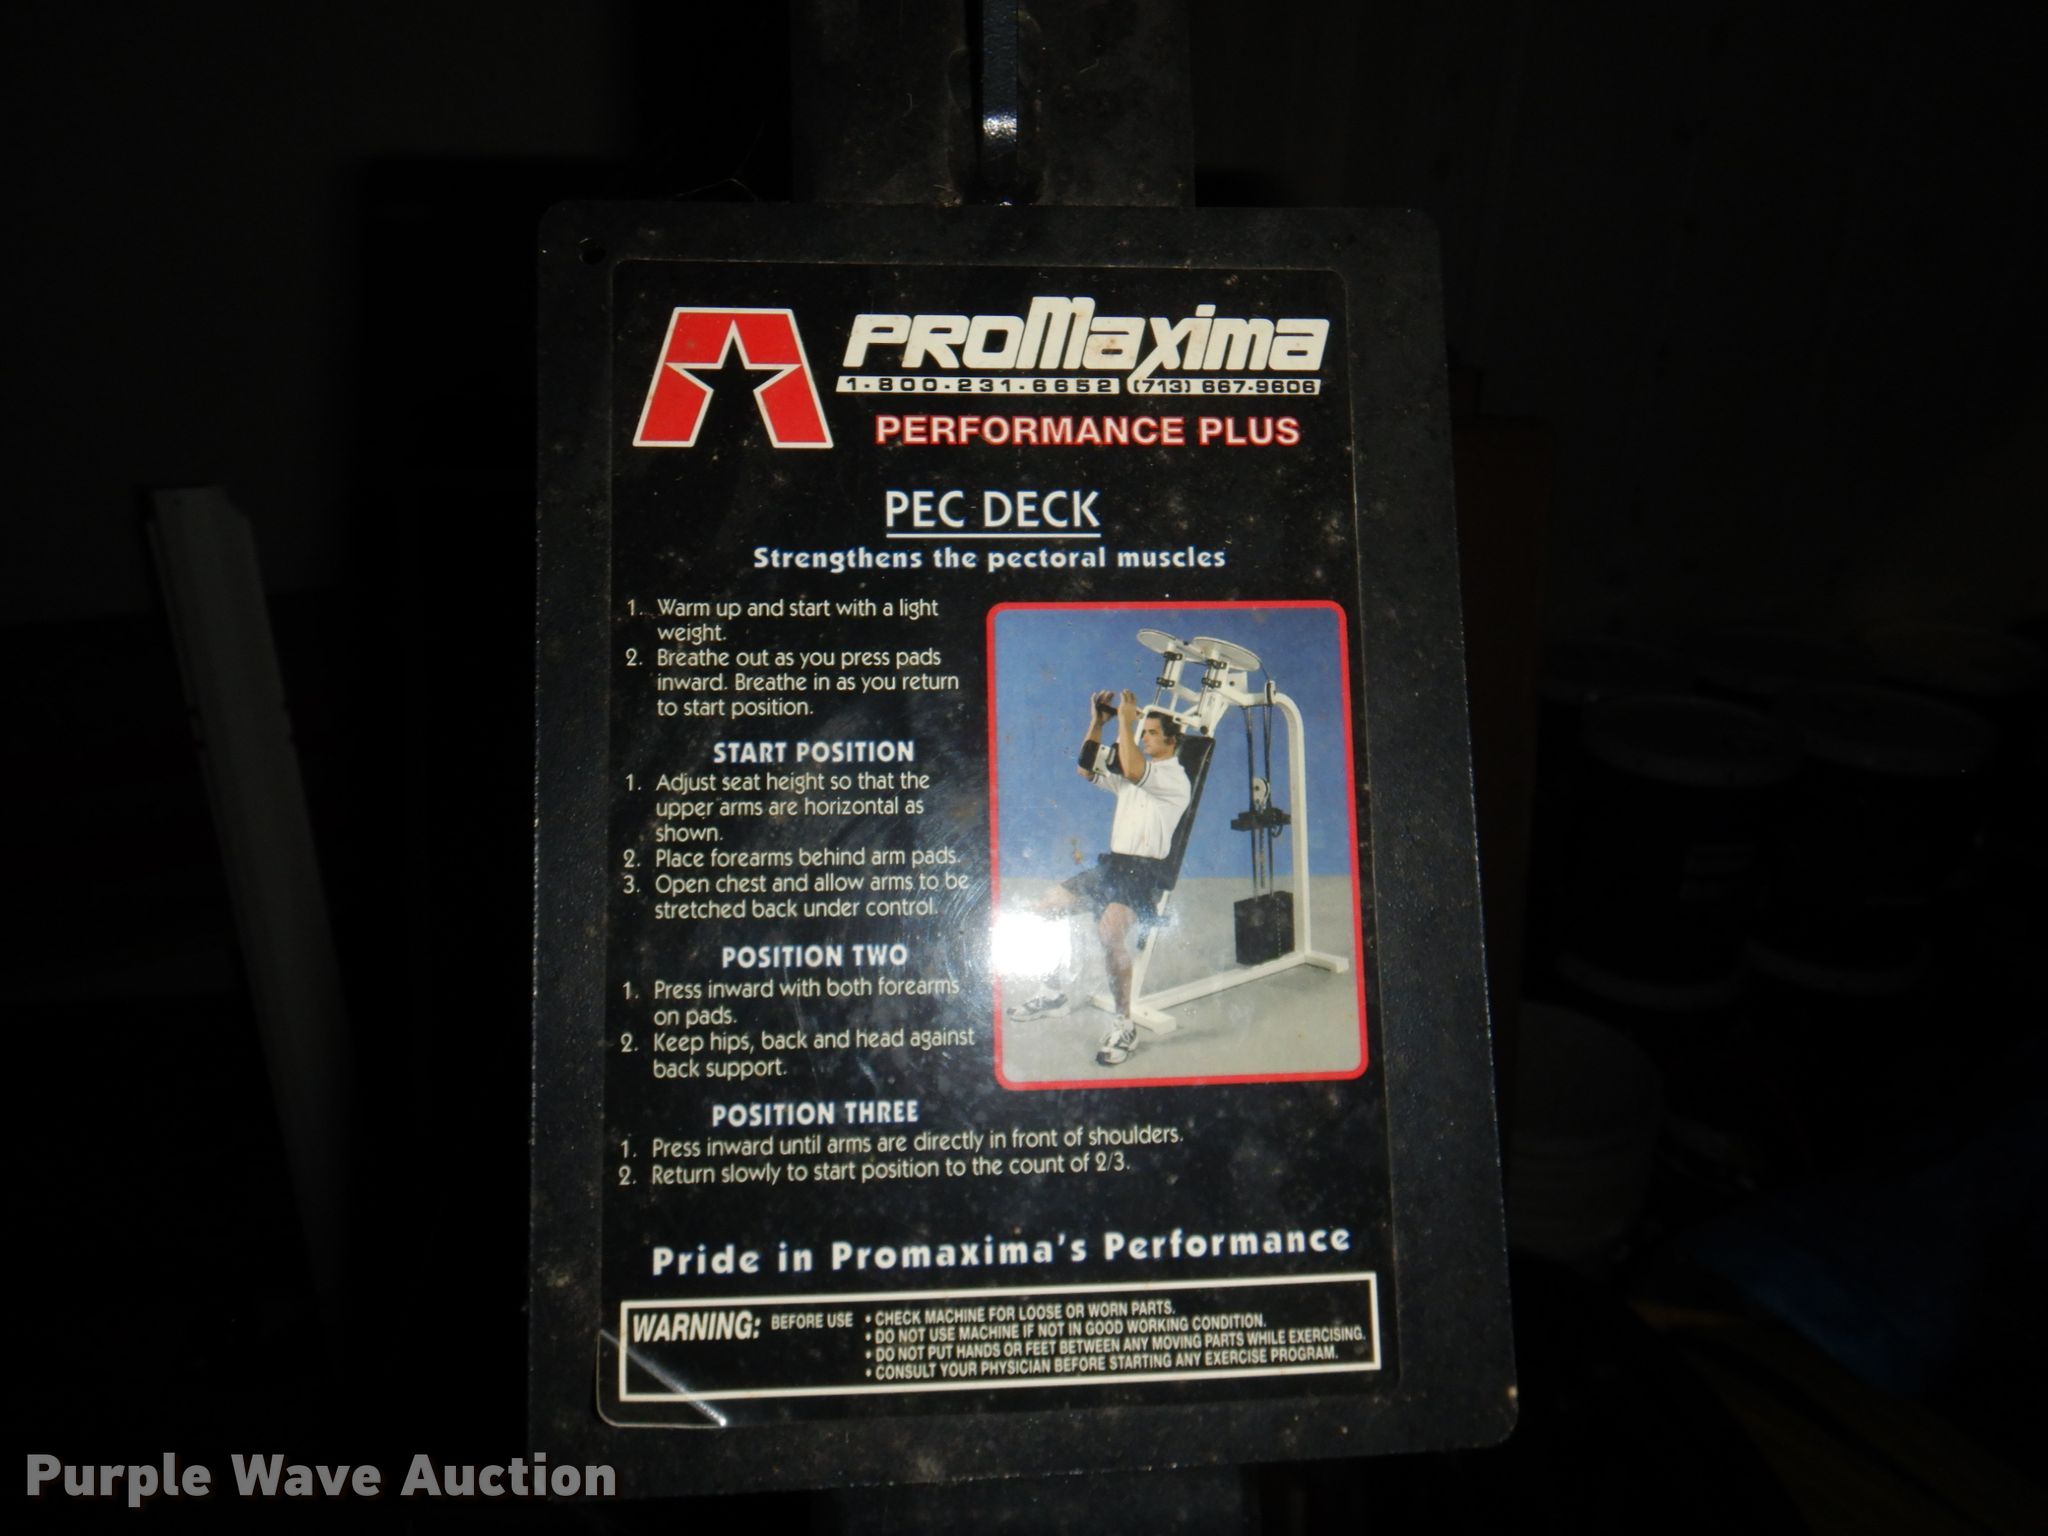 PROMaxima
1-800-231-6652 (713) 667-9606
PERFORMANCE PLUS
PEC DECK
Strengthens the pectoral muscles
1. Warm up and start with a light
weight.
2. Breathe out as you press pads
inward. Breathe in as you return
to start position.
START POSITION
1. Adjust seat height so that the
upper arms are horizontal as
shown.
2. Place forearms behind arm pads.
3. Open chest and allow arms to be
stretched back under control.
POSITION TWO
1. Press inward with both forearms
on pads.
2. Keep hips, back and head against
back support.
POSITION THREE
1. Press inward until arms are directly in front of shoulders.
2. Return slowly to start position to the count of 2/3.
Pride in Promaxima's Performance
WARNING: BEFORE USE • CHECK MACHINE FOR LOOSE OR WORN PARTS.
• DO NOT USE MACHINE IF NOT IN GOOD WORKING CONDITION.
• DO NOT PUT HANDS OR FEET BETWEEN ANY MOVING PARTS WHILE EXERCISING.
• CONSULT YOUR PHYSICIAN BEFORE STARTING ANY EXERCISE PROGRAM.
Purple Wave Auction